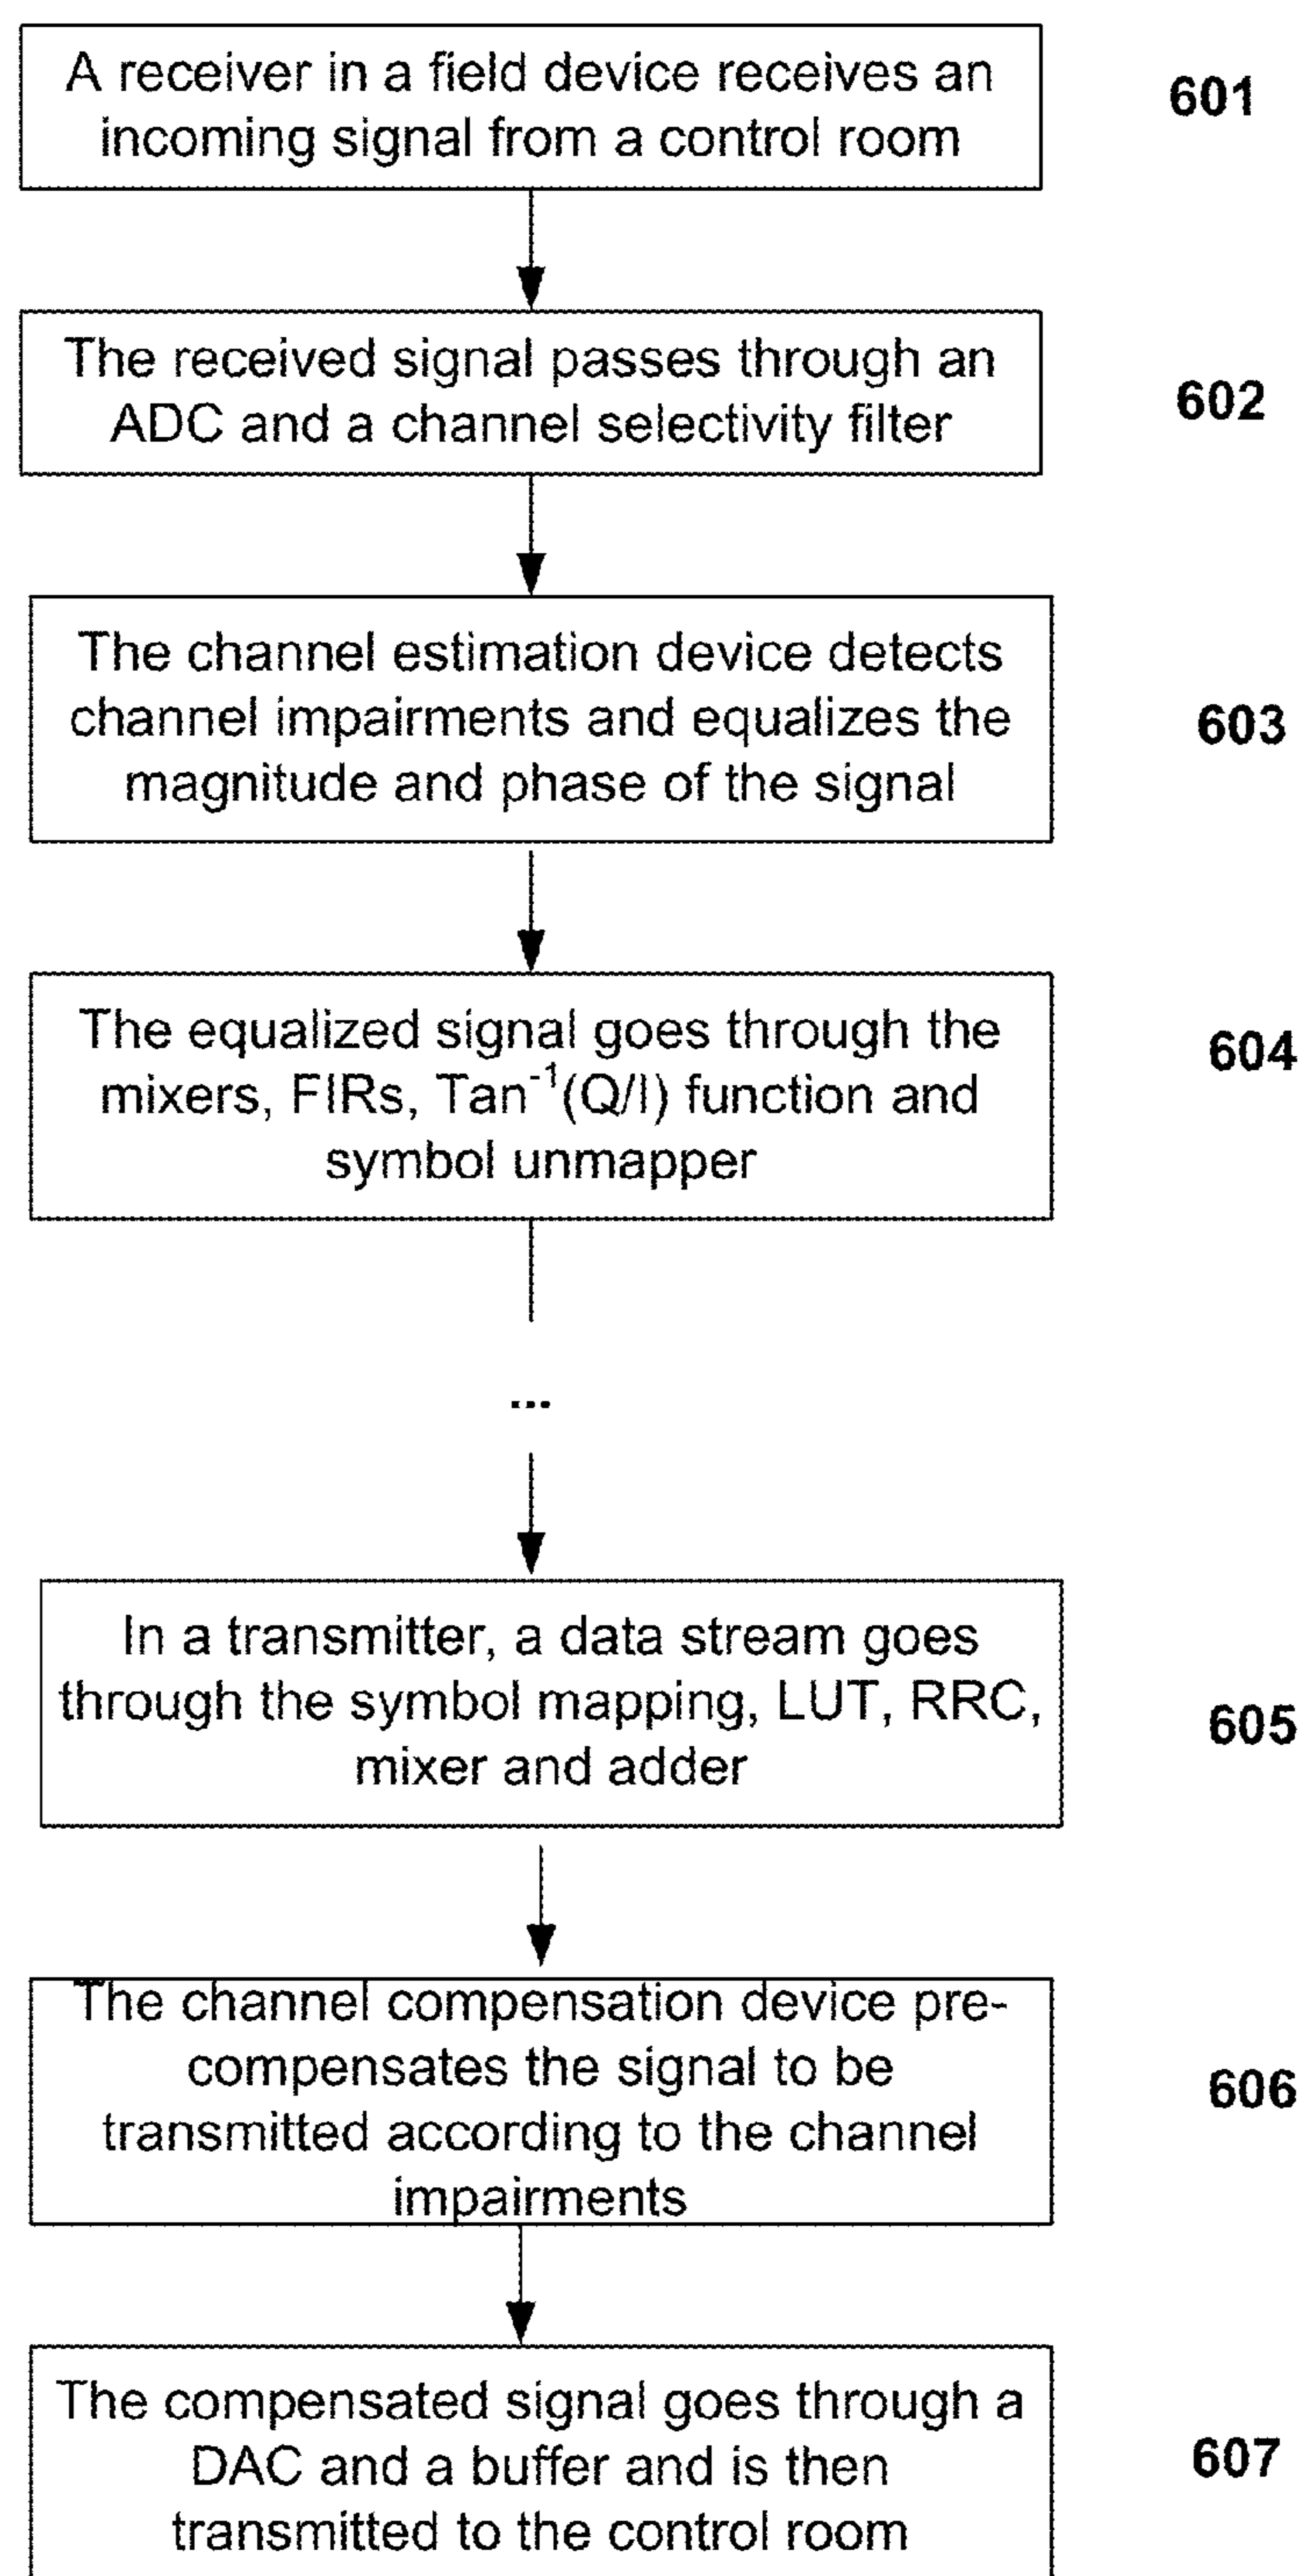 A receiver in a field device receives an
incoming signal from a control room
601
The received signal passes through an
ADC and a channel selectivity filter
602
The channel estimation device detects
channel impairments and equalizes the
magnitude and phase of the signal
603
The equalized signal goes through the
mixers, FIRs, Tan⁻¹(Q/I) function and
symbol unmapper
604
...
In a transmitter, a data stream goes
through the symbol mapping, LUT, RRC,
mixer and adder
605
The channel compensation device pre-
compensates the signal to be
transmitted according to the channel
impairments
606
The compensated signal goes through a
DAC and a buffer and is then
transmitted to the control room
607